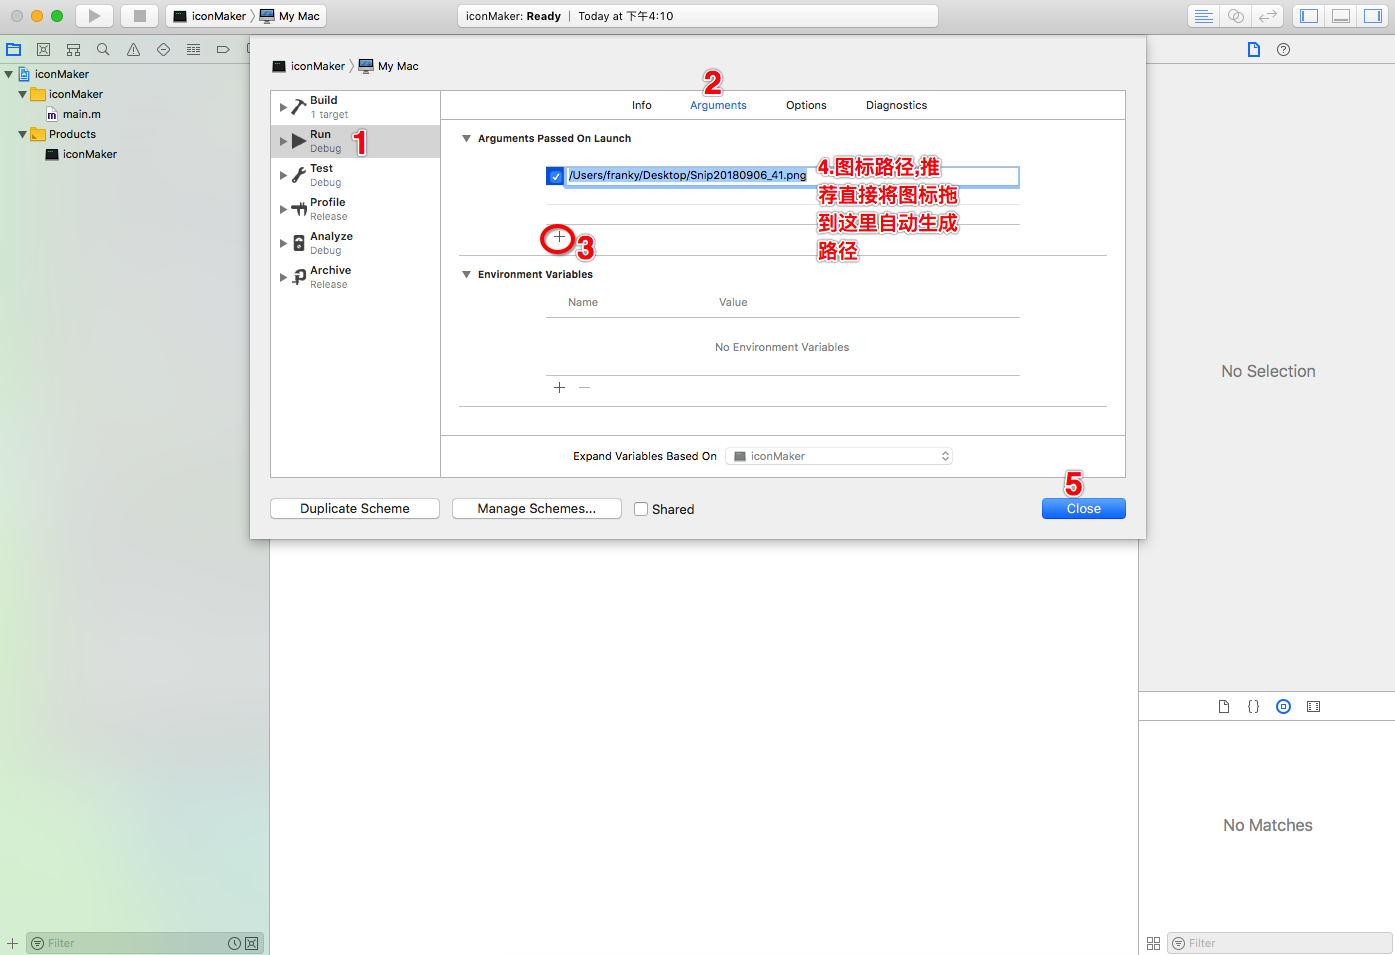 iconMaker 〉 My Mac
iconMaker: Ready | Today at 下午4:10
iconMaker
iconMaker
main.m
Products
iconMaker
iconMaker 〉 My Mac
Build
1 target
Run
Debug
1
Test
Debug
Profile
Release
Analyze
Debug
Archive
Release
2
Info Arguments Options Diagnostics
Arguments Passed On Launch
/Users/franky/Desktop/Snip20180906_41.png
4.图标路径,推
荐直接将图标拖
到这里自动生成
路径
3
Environment Variables
Name Value
No Environment Variables
Expand Variables Based On iconMaker
5
Duplicate Scheme Manage Schemes... Shared Close
No Selection
{}
No Matches
Filter
Filter